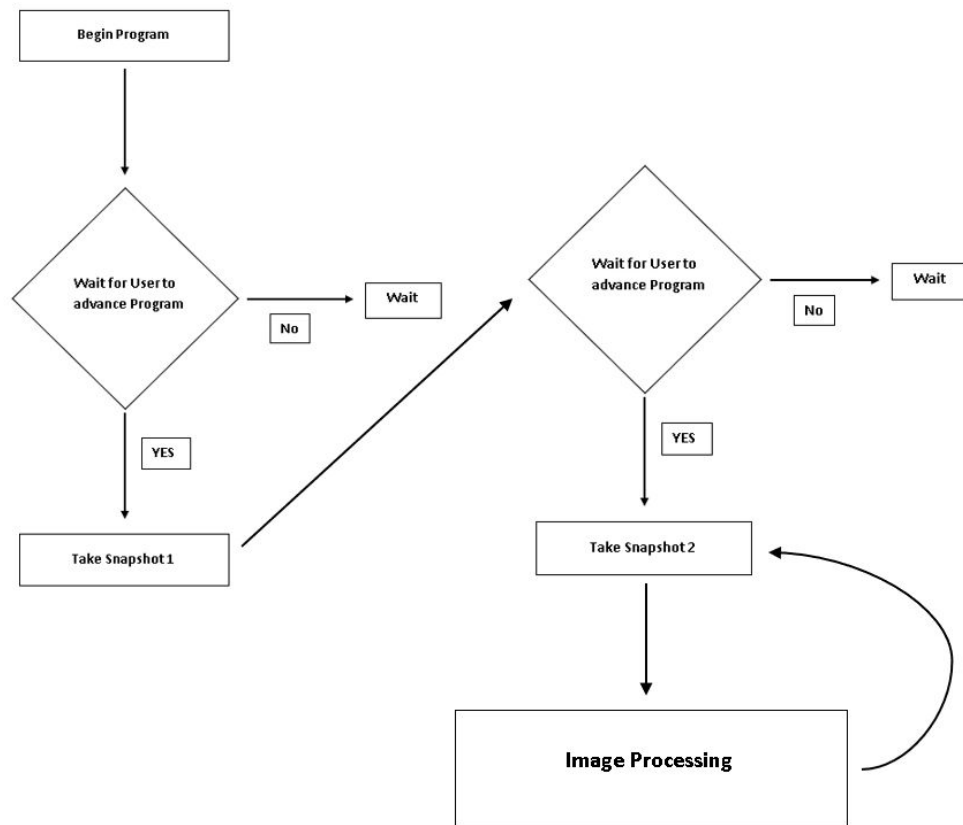 Begin Program
Wait for User to
advance Program
No
Wait
YES
Take Snapshot 1
Wait for User to
advance Program
No
Wait
YES
Take Snapshot 2
Image Processing